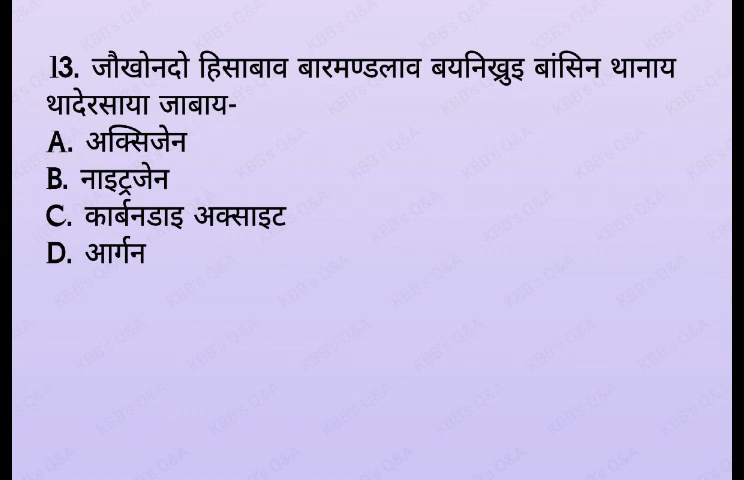 13. जौखोनदो हिसाबाव बारमण्डलाव बयनिख्रुइ बांसिन थानाय
थादेरसाया जाबाय-
A. अक्सिजेन
B. नाइट्रजेन
C. कार्बनडाइ अक्साइट
D. आर्गन